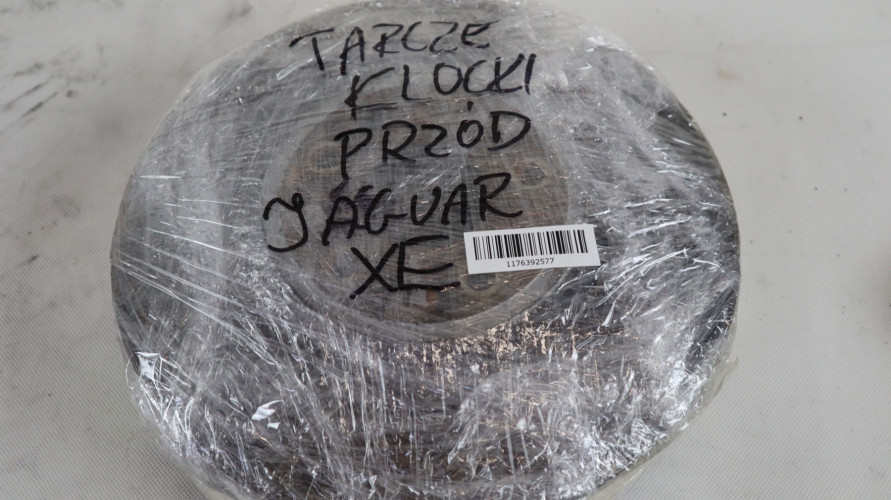 TARCZE
KLOCKI
PRZÓD
JAGUAR
XE
1176392577